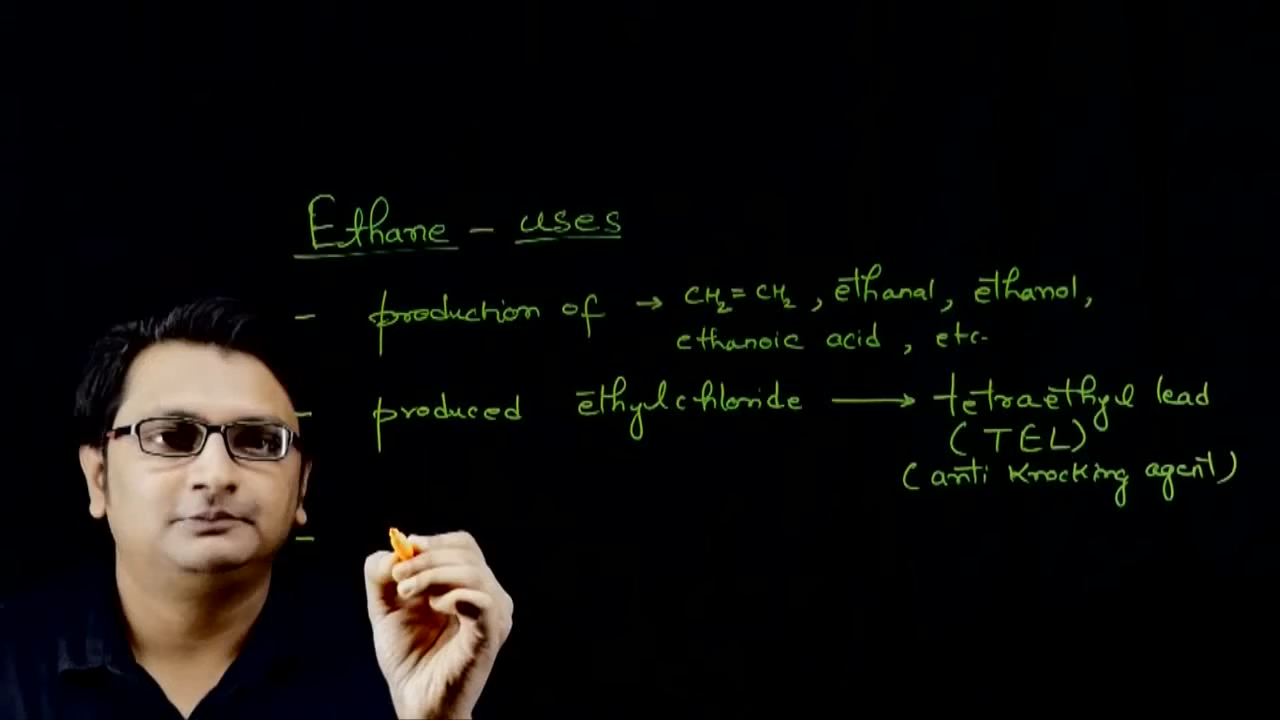 Ethane - uses
- production of → CH₂=CH₂, ethanal, ethanol,
ethanoic acid, etc.
- produced ethylchloride → tetraethyl lead
(TEL)
(anti knocking agent)
-